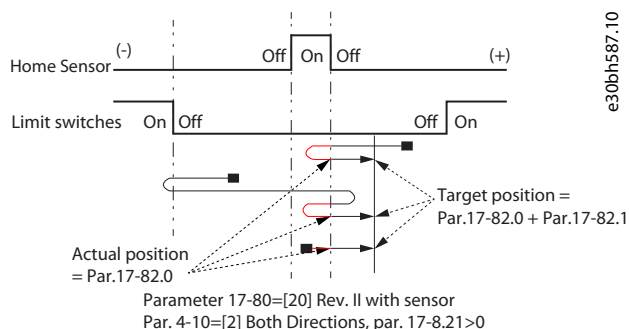 e30bh587.10
(-) Off On Off (+)
Home Sensor
Limit switches On Off Off On
Target position =
Par.17-82.0 + Par.17-82.1
Actual position
= Par.17-82.0
Parameter 17-80=[20] Rev. II with sensor
Par. 4-10=[2] Both Directions, par. 17-8.21>0